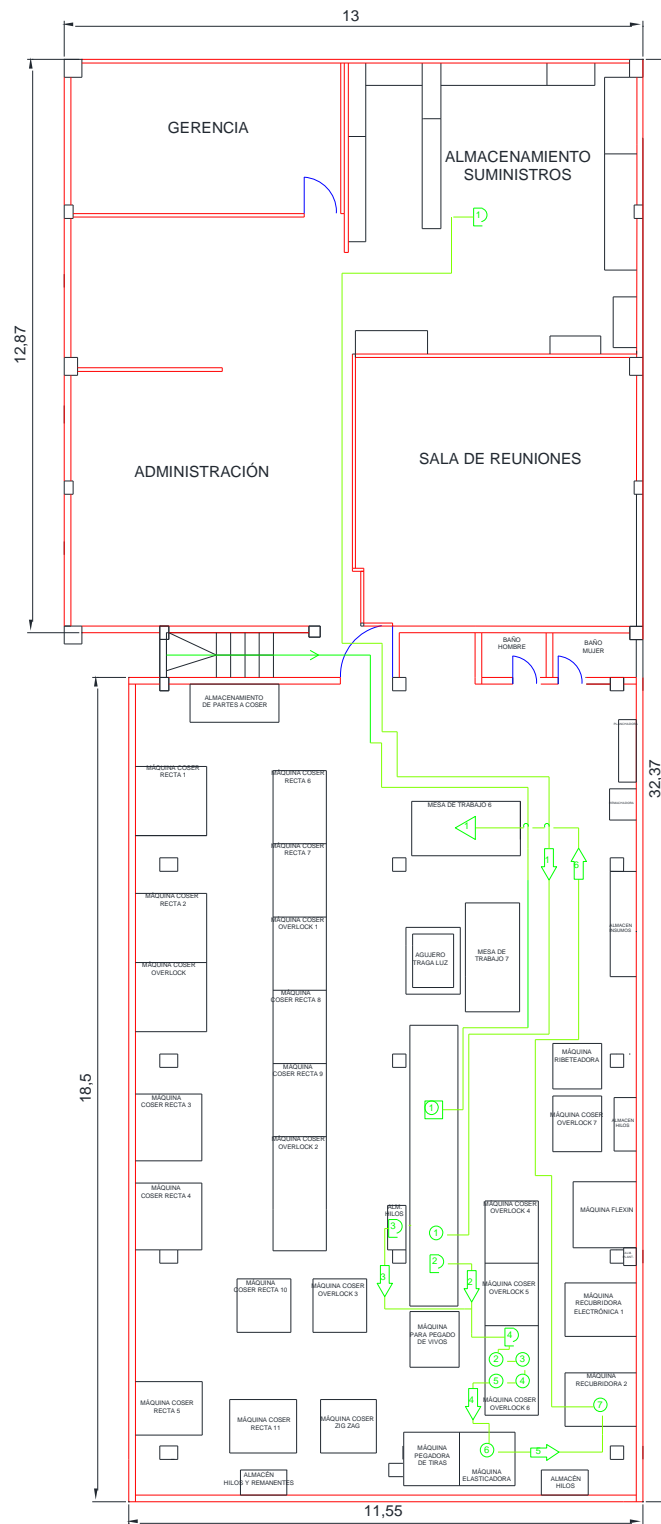 13
GERENCIA
ALMACENAMIENTO
SUMINISTROS
1
12,87
ADMINISTRACIÓN
SALA DE REUNIONES
BAÑO
HOMBRE
BAÑO
MUJER
ALMACENAMIENTO
DE PARTES A COSER
32,37
MÁQUINA COSER
RECTA 1
MÁQUINA COSER
RECTA 6
MESA DE TRABAJO 6
1
1
6
MÁQUINA COSER
RECTA 7
MÁQUINA COSER
RECTA 2
MÁQUINA COSER
OVERLOCK 1
MESA DE
TRABAJO 7
AGUJERO
TRAGA LUZ
ALMACEN
INSUMOS
MÁQUINA COSER
OVERLOCK
MÁQUINA
COSER RECTA 8
18,5
MÁQUINA
COSER RECTA 9
MÁQUINA
RIBETEADORA
MÁQUINA
COSER RECTA 3
1
MÁQUINA COSER
OVERLOCK 7
ALMACEN
HILOS
MÁQUINA COSER
OVERLOCK 2
MÁQUINA
COSER RECTA 4
ALM.
HILOS
3
1
MÁQUINA COSER
OVERLOCK 4
MÁQUINA FLEXIN
2
3
2
MÁQUINA
COSER RECTA 10
MÁQUINA COSER
OVERLOCK 3
MÁQUINA COSER
OVERLOCK 5
MÁQUINA
RECUBRIDORA
ELECTRÓNICA 1
MÁQUINA
PARA PEGADO
DE VIVOS
4
2
3
5
4
MÁQUINA COSER
OVERLOCK 6
MÁQUINA
RECUBRIDORA 2
7
MÁQUINA COSER
RECTA 5
MÁQUINA COSER
RECTA 11
MÁQUINA COSER
ZIG ZAG
4
MÁQUINA
PEGADORA
DE TIRAS
6
5
MÁQUINA
ELASTICADORA
ALMACÉN
HILOS Y REMANENTES
ALMACÉN
HILOS
11,55